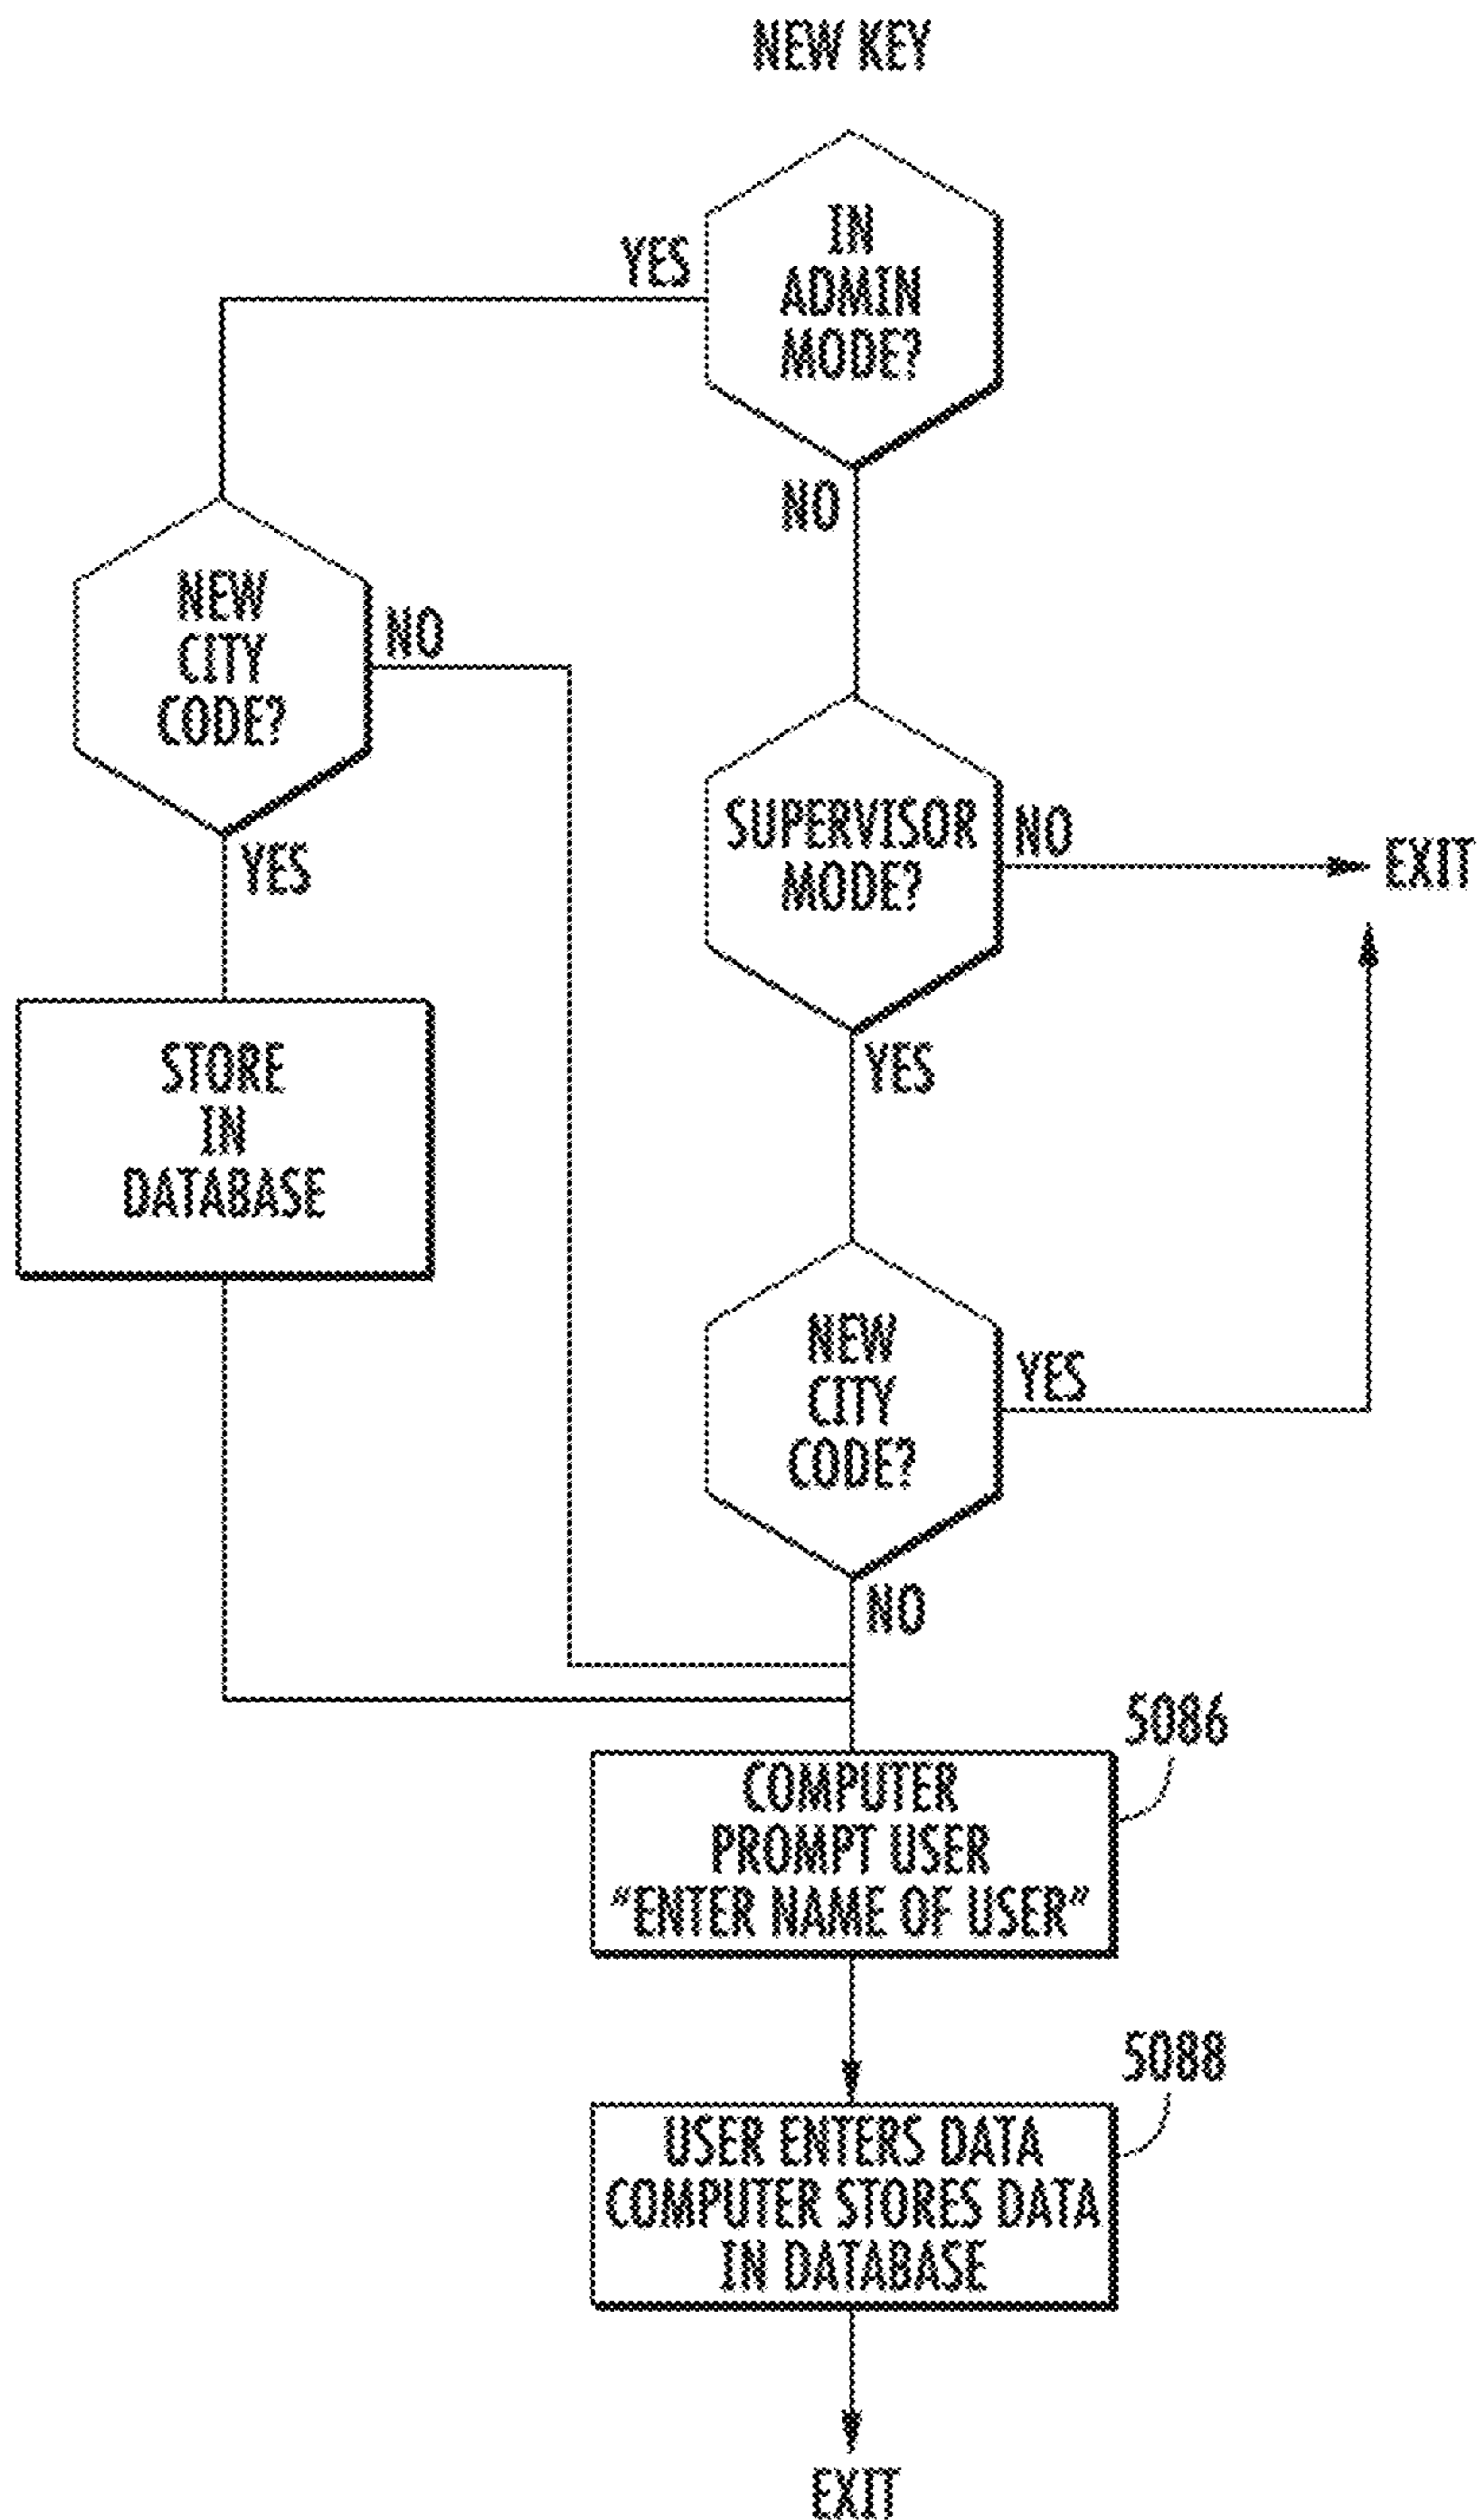 NEW KEY
IN
ADMIN
MODE?
YES
NO
NEW
CITY
CODE?
NO
YES
SUPERVISOR
MODE?
NO
EXIT
YES
STORE
IN
DATABASE
NEW
CITY
CODE?
YES
NO
5086
COMPUTER
PROMPT USER
“ENTER NAME OF USER”
5088
USER ENTERS DATA
COMPUTER STORES DATA
IN DATABASE
EXIT